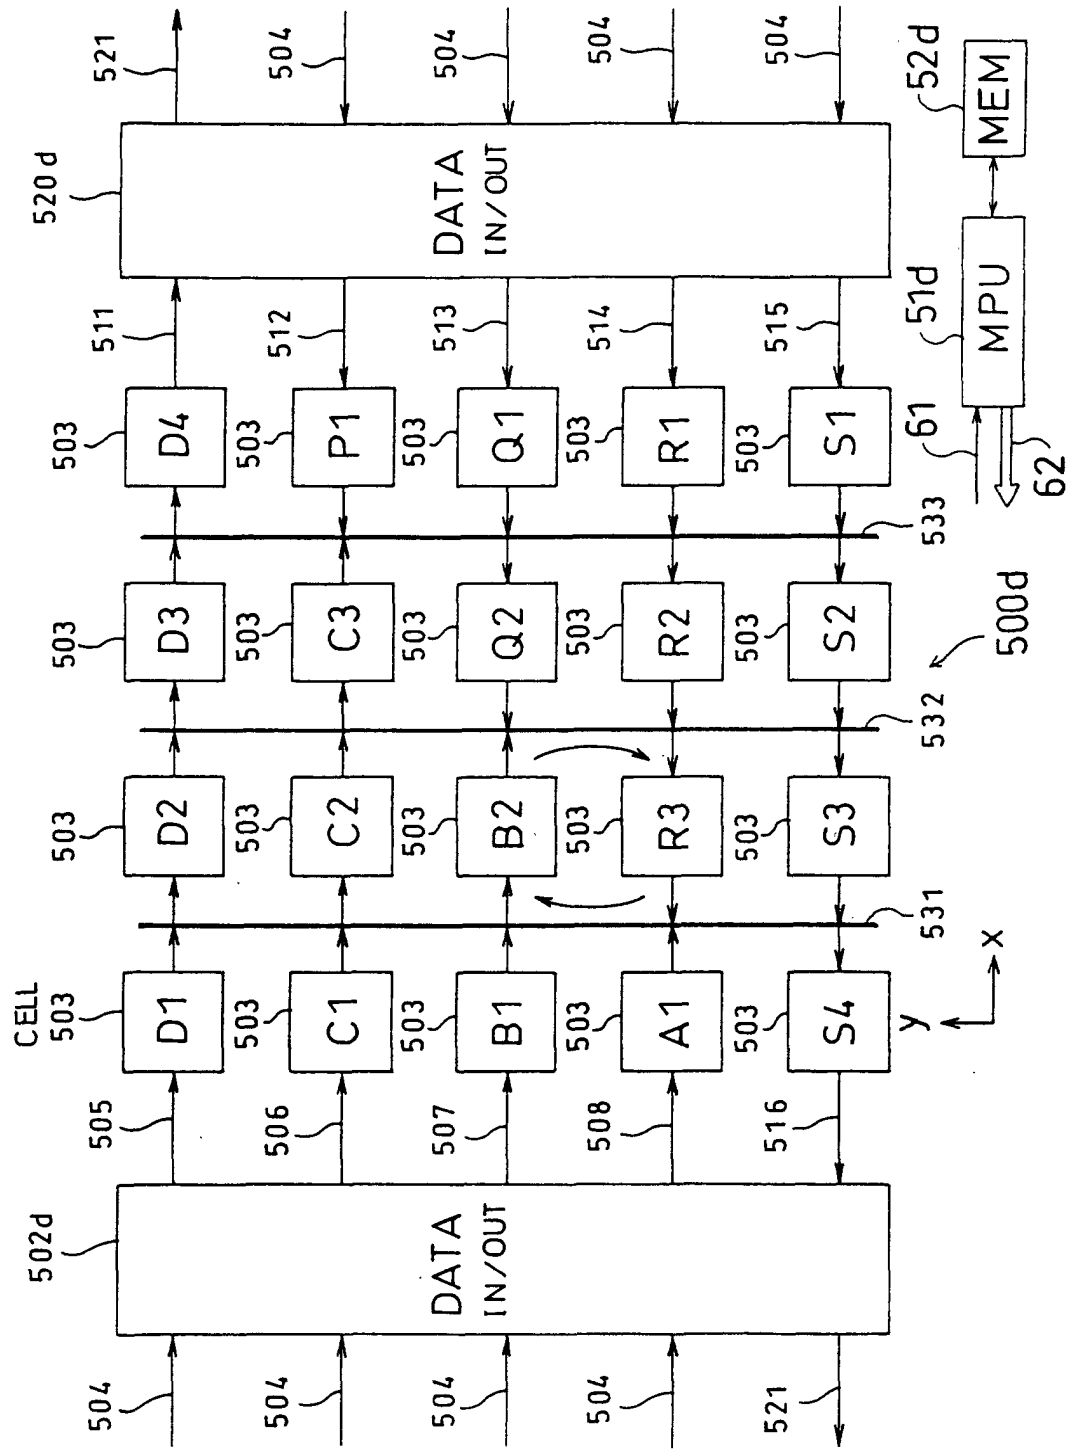 CELL
502d
520d
503
503
503
503
504
505
511
521
D1
D2
D3
D4
503
503
503
503
504
506
512
504
C1
C2
C3
P1
503
503
503
503
504
507
513
504
DATA
IN/OUT
B1
B2
Q2
Q1
DATA
IN/OUT
503
503
503
503
504
508
514
504
A1
R3
R2
R1
503
503
503
503
521
516
515
504
S4
S3
S2
S1
y
x
531
532
533
61
51d
52d
MPU
MEM
500d
62